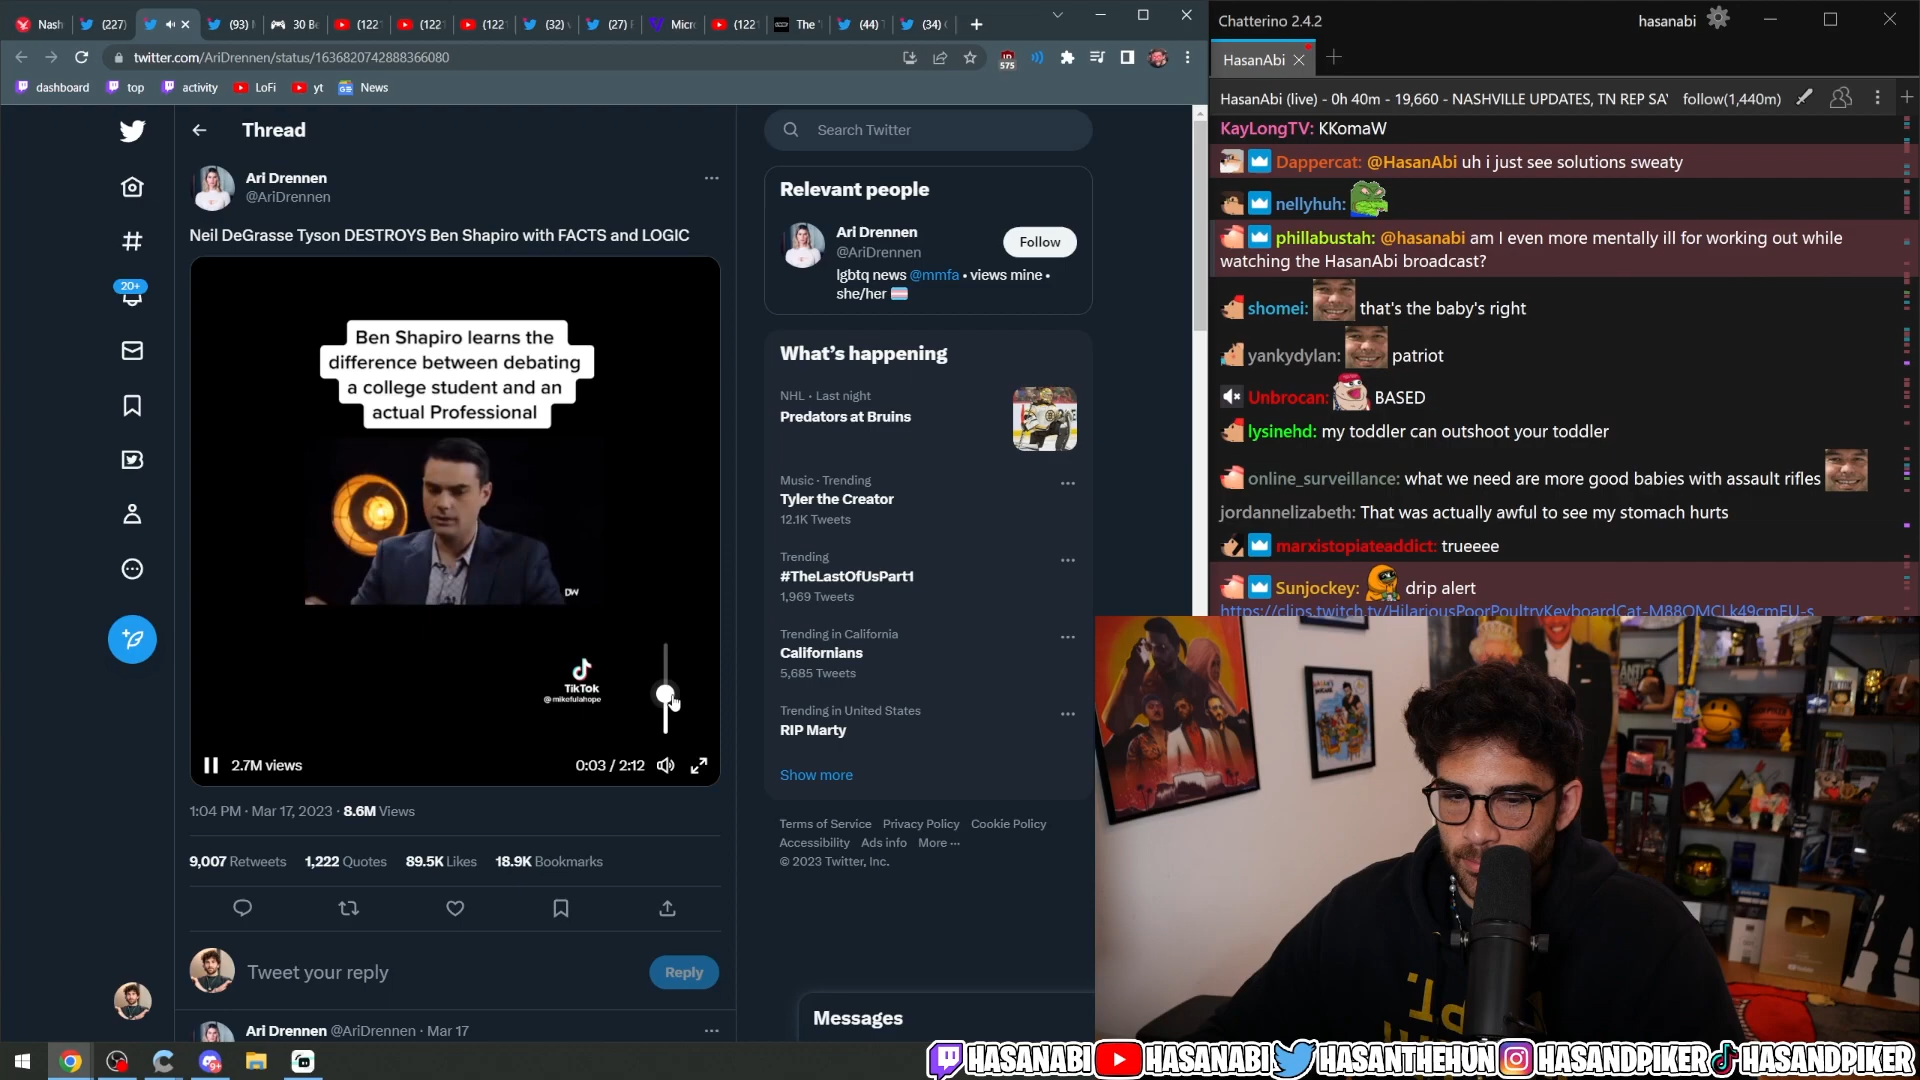 Nash
(227)
(93)
30 Be
(122
(122
(122
(32)
(27)
Micr
(122
The '
(44)
(34)
twitter.com/AriDrennen/status/1636820742888366080
575
dashboard
top
activity
LoFi
yt
News
Thread
Ari Drennen
@AriDrennen
Neil DeGrasse Tyson DESTROYS Ben Shapiro with FACTS and LOGIC
Ben Shapiro learns the
difference between debating
a college student and an
actual Professional
DW
TikTok
@mikefulahope
2.7M views
0:03 / 2:12
1:04 PM · Mar 17, 2023 · 8.6M Views
9,007 Retweets 1,222 Quotes 89.5K Likes 18.9K Bookmarks
Tweet your reply
Reply
Ari Drennen @AriDrennen · Mar 17
20+
Search Twitter
Relevant people
Ari Drennen
@AriDrennen
Follow
lgbtq news @mmfa • views mine •
she/her
What's happening
NHL · Last night
Predators at Bruins
Music · Trending
Tyler the Creator
12.1K Tweets
Trending
#TheLastOfUsPart1
1,969 Tweets
Trending in California
Californians
5,685 Tweets
Trending in United States
RIP Marty
Show more
Terms of Service Privacy Policy Cookie Policy
Accessibility Ads info More ···
© 2023 Twitter, Inc.
Messages
Chatterino 2.4.2
hasanabi
HasanAbi
HasanAbi (live) - 0h 40m - 19,660 - NASHVILLE UPDATES, TN REP SA
follow(1,440m)
KayLongTV: KKomaW
Dappercat: @HasanAbi uh i just see solutions sweaty
nellyhuh:
phillabustah: @hasanabi am I even more mentally ill for working out while
watching the HasanAbi broadcast?
shomei: that's the baby's right
yankydylan: patriot
Unbrocan: BASED
lysinehd: my toddler can outshoot your toddler
online_surveillance: what we need are more good babies with assault rifles
jordannelizabeth: That was actually awful to see my stomach hurts
marxistopiateaddict: trueeee
Sunjockey: drip alert
https://clips.twitch.tv/HilariousPoorPoultryKeyboardCat-M88OMCLk49cmEU-s
HASANABI
HASANABI
HASANTHEHUN
HASANDPIKER
HASANDPIKER